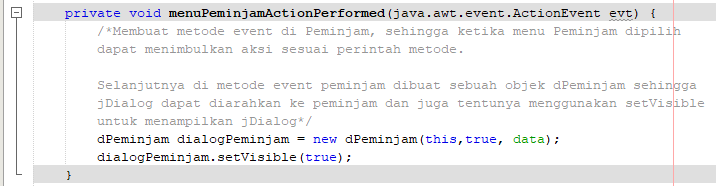 private void menuPeminjamActionPerformed(java.awt.event.ActionEvent evt) {
/*Membuat metode event di Peminjam, sehingga ketika menu Peminjam dipilih
dapat menimbulkan aksi sesuai perintah metode.
Selanjutnya di metode event peminjam dibuat sebuah objek dPeminjam sehingga
jDialog dapat diarahkan ke peminjam dan juga tentunya menggunakan setVisible
untuk menampilkan jDialog*/
dPeminjam dialogPeminjam = new dPeminjam(this,true, data);
dialogPeminjam.setVisible(true);
}